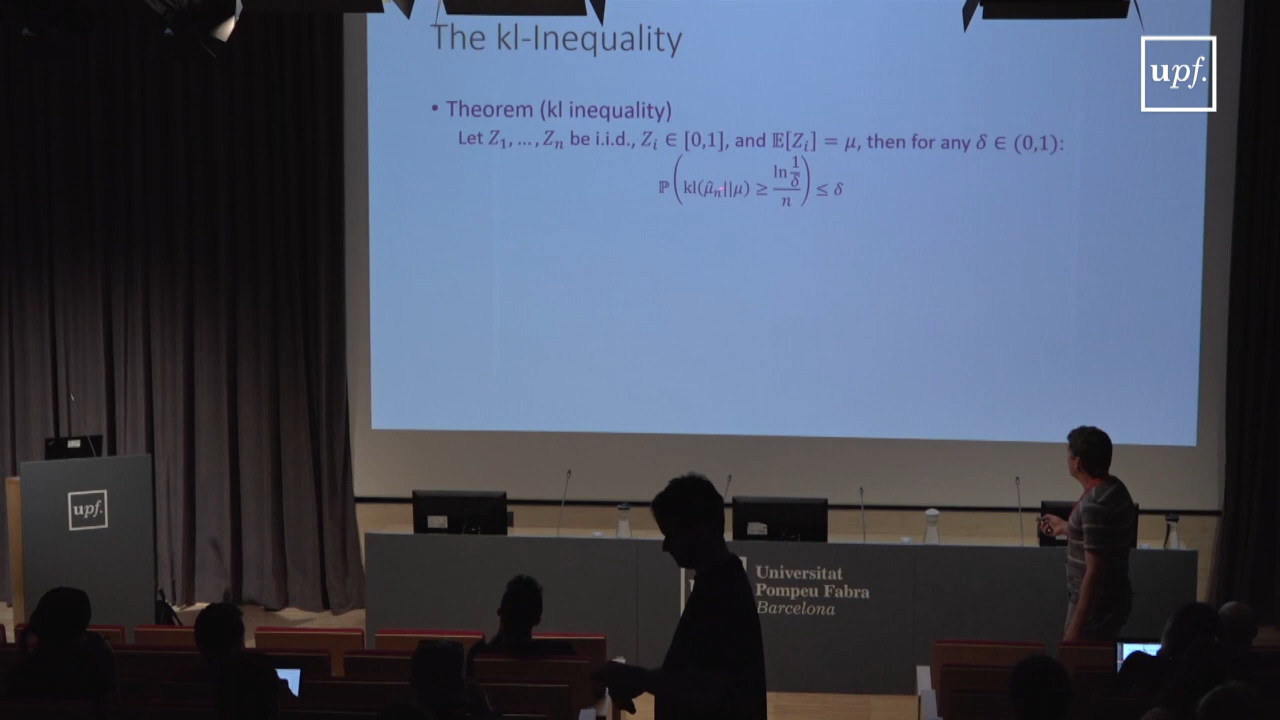 The kl-Inequality
upf.
• Theorem (kl inequality)
Let Z₁, … , Zₙ be i.i.d., Zᵢ ∈ [0,1], and 𝔼[Zᵢ] = μ, then for any δ ∈ (0,1):
ℙ(kl(μ̂ₙ||μ) ≥ ln(1/δ)/n) ≤ δ
upf.
Universitat
Pompeu Fabra
Barcelona